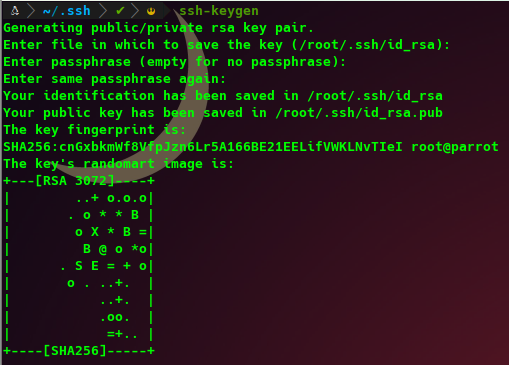 ~/.ssh ✔ ssh-keygen
Generating public/private rsa key pair.
Enter file in which to save the key (/root/.ssh/id_rsa):
Enter passphrase (empty for no passphrase):
Enter same passphrase again:
Your identification has been saved in /root/.ssh/id_rsa
Your public key has been saved in /root/.ssh/id_rsa.pub
The key fingerprint is:
SHA256:cnGxbkmWf8VfpJzn6Lr5A166BE21EELifVWKLNvTIeI root@parrot
The key's randomart image is:
+---[RSA 3072]----+
|        ..+ o.o.o|
|       . o * * B |
|        o X * B =|
|         B @ o *o|
|      . S E = + o|
|       o . ..+.  |
|           ..+.  |
|           .oo.  |
|            =+.. |
+----[SHA256]-----+